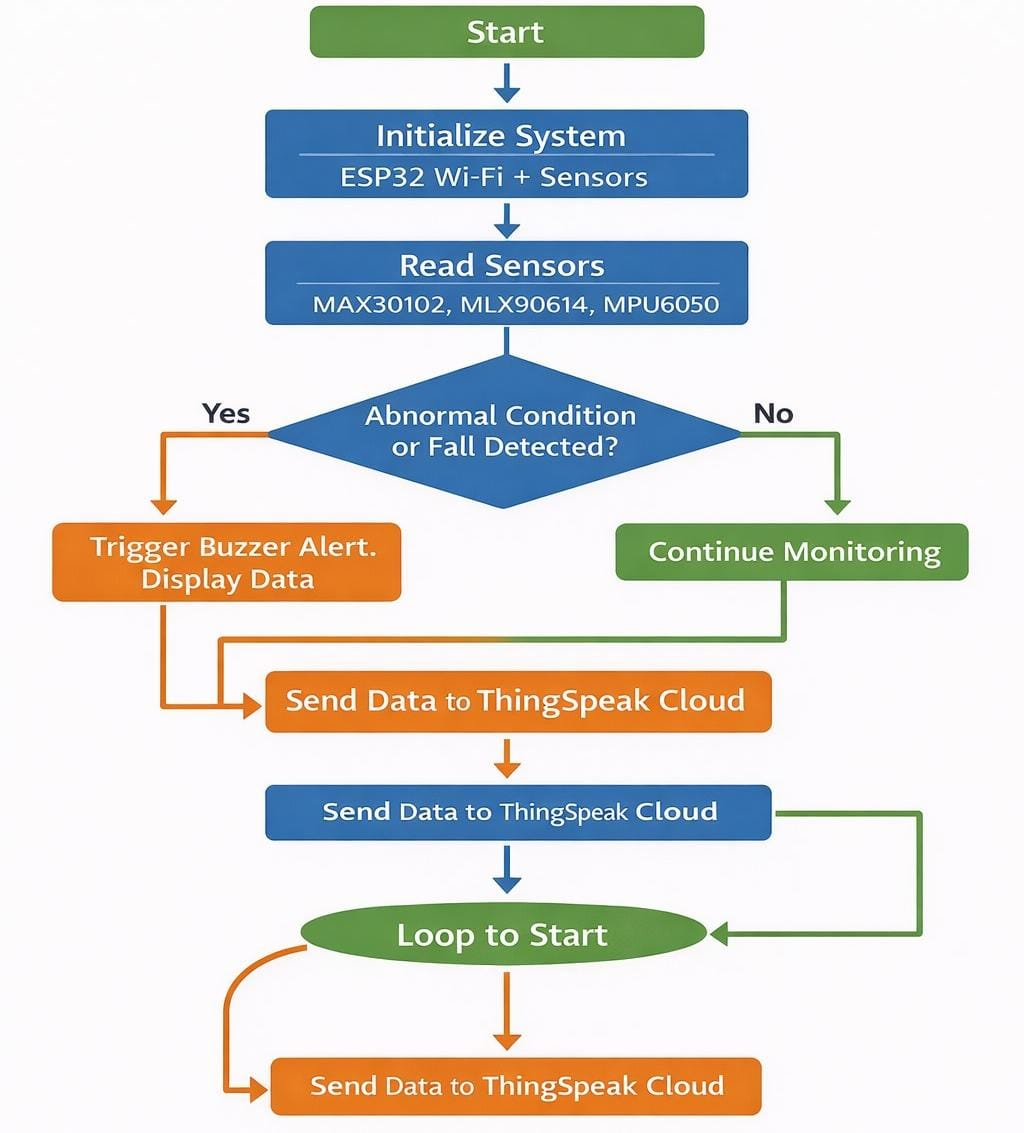 Start
Initialize System
ESP32 Wi-Fi + Sensors
Read Sensors
MAX30102, MLX90614, MPU6050
Abnormal Condition
or Fall Detected?
Yes
No
Trigger Buzzer Alert.
Display Data
Continue Monitoring
Send Data to ThingSpeak Cloud
Send Data to ThingSpeak Cloud
Loop to Start
Send Data to ThingSpeak Cloud